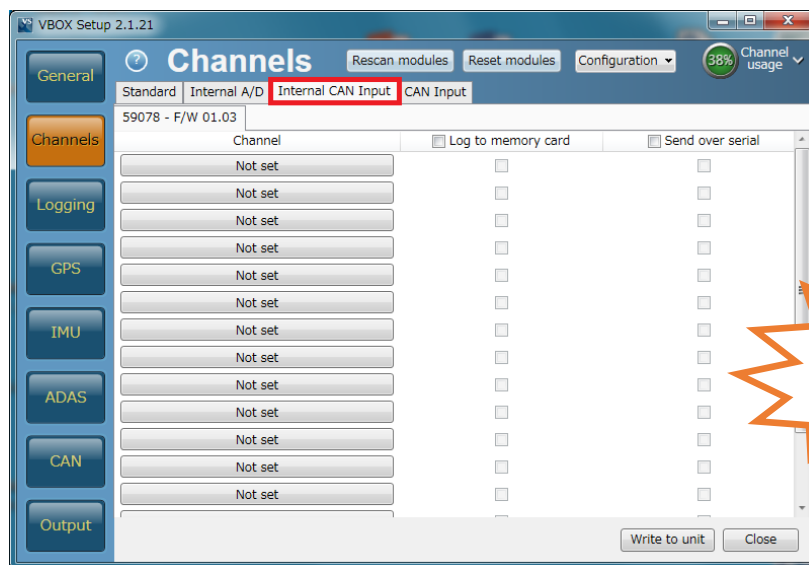 VBOX Setup 2.1.21
General
Channels
Logging
GPS
IMU
ADAS
CAN
Output
Channels Rescan modules Reset modules Configuration 38% Channel usage
Standard Internal A/D Internal CAN Input CAN Input
59078 - F/W 01.03
Channel Log to memory card Send over serial
Not set
Not set
Not set
Not set
Not set
Not set
Not set
Not set
Not set
Not set
Not set
Not set
Not set
Write to unit Close